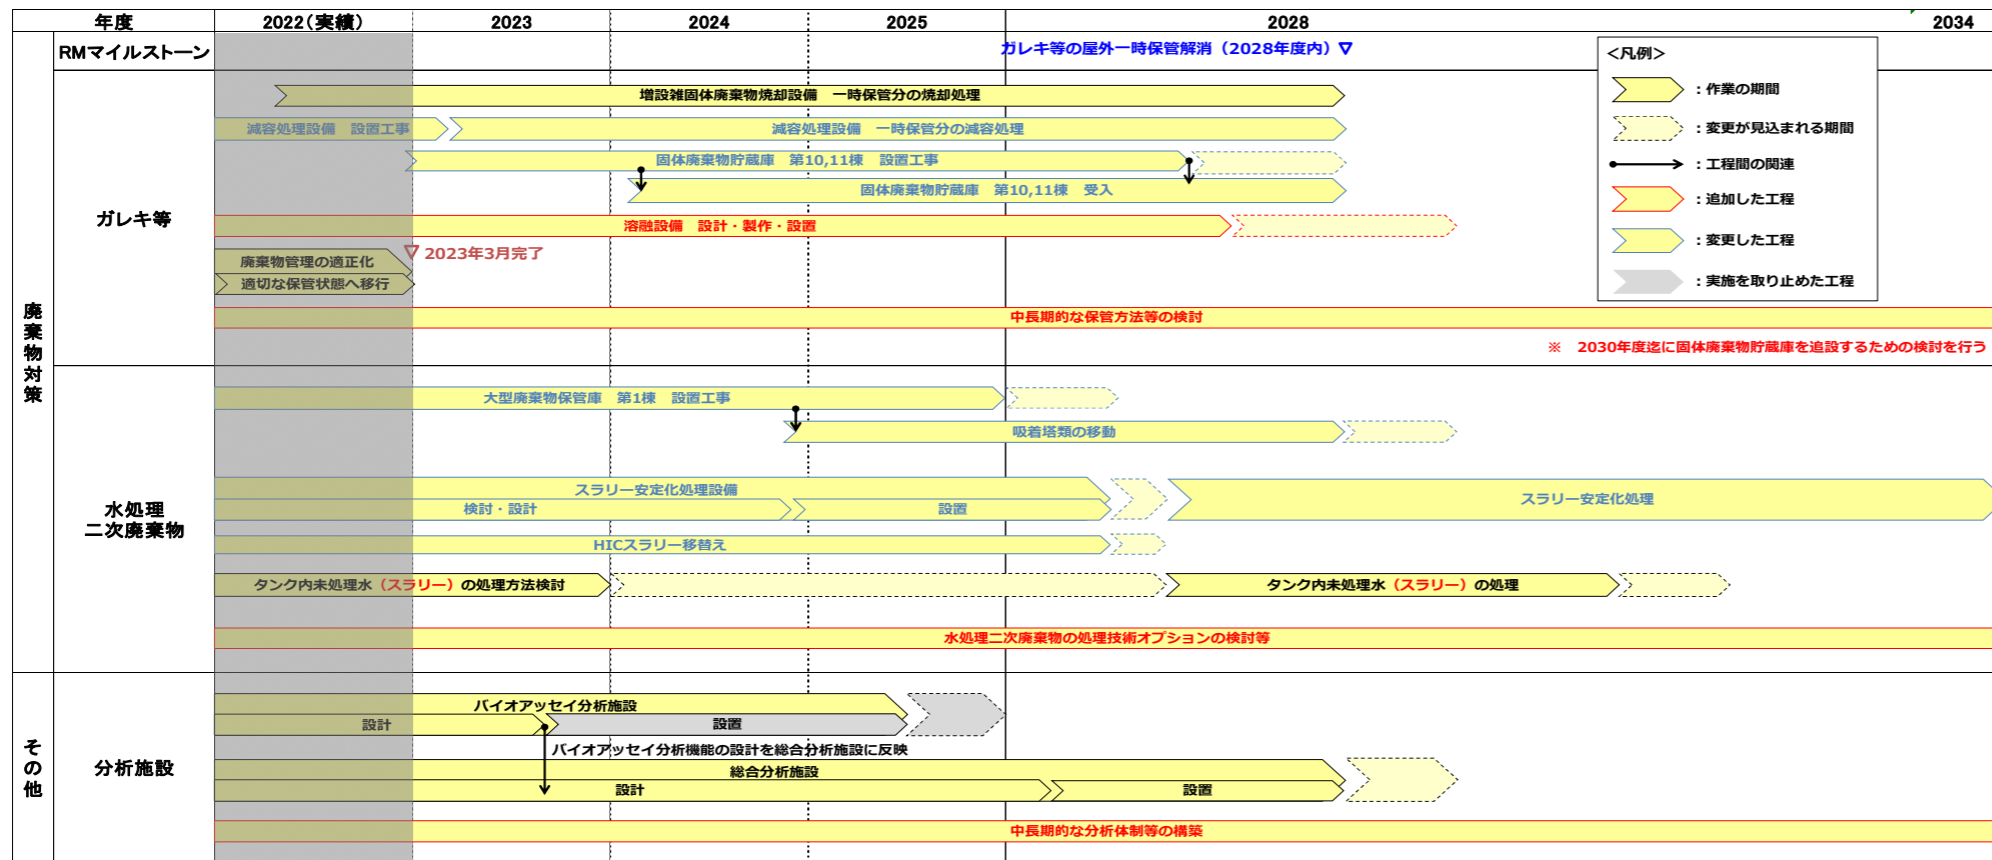 年度
2022（実績）
2023
2024
2025
2028
2034
RMマイルストーン
ガレキ等の屋外一時保管解消（2028年度内）▽
＜凡例＞
：作業の期間
：変更が見込まれる期間
：工程間の関連
：追加した工程
：変更した工程
：実施を取り止めた工程
廃棄物対策
ガレキ等
増設雑固体廃棄物焼却設備　一時保管分の焼却処理
減容処理設備　設置工事
減容処理設備　一時保管分の減容処理
固体廃棄物貯蔵庫　第10,11棟　設置工事
固体廃棄物貯蔵庫　第10,11棟　受入
溶融設備　設計・製作・設置
▽ 2023年3月完了
廃棄物管理の適正化
適切な保管状態へ移行
中長期的な保管方法等の検討
※　2030年度迄に固体廃棄物貯蔵庫を追設するための検討を行う
水処理
二次廃棄物
大型廃棄物保管庫　第1棟　設置工事
吸着塔類の移動
スラリー安定化処理設備
検討・設計
設置
スラリー安定化処理
HICスラリー移替え
タンク内未処理水（スラリー）の処理方法検討
タンク内未処理水（スラリー）の処理
水処理二次廃棄物の処理技術オプションの検討等
その他
分析施設
バイオアッセイ分析施設
設計
設置
バイオアッセイ分析機能の設計を総合分析施設に反映
総合分析施設
設計
設置
中長期的な分析体制等の構築